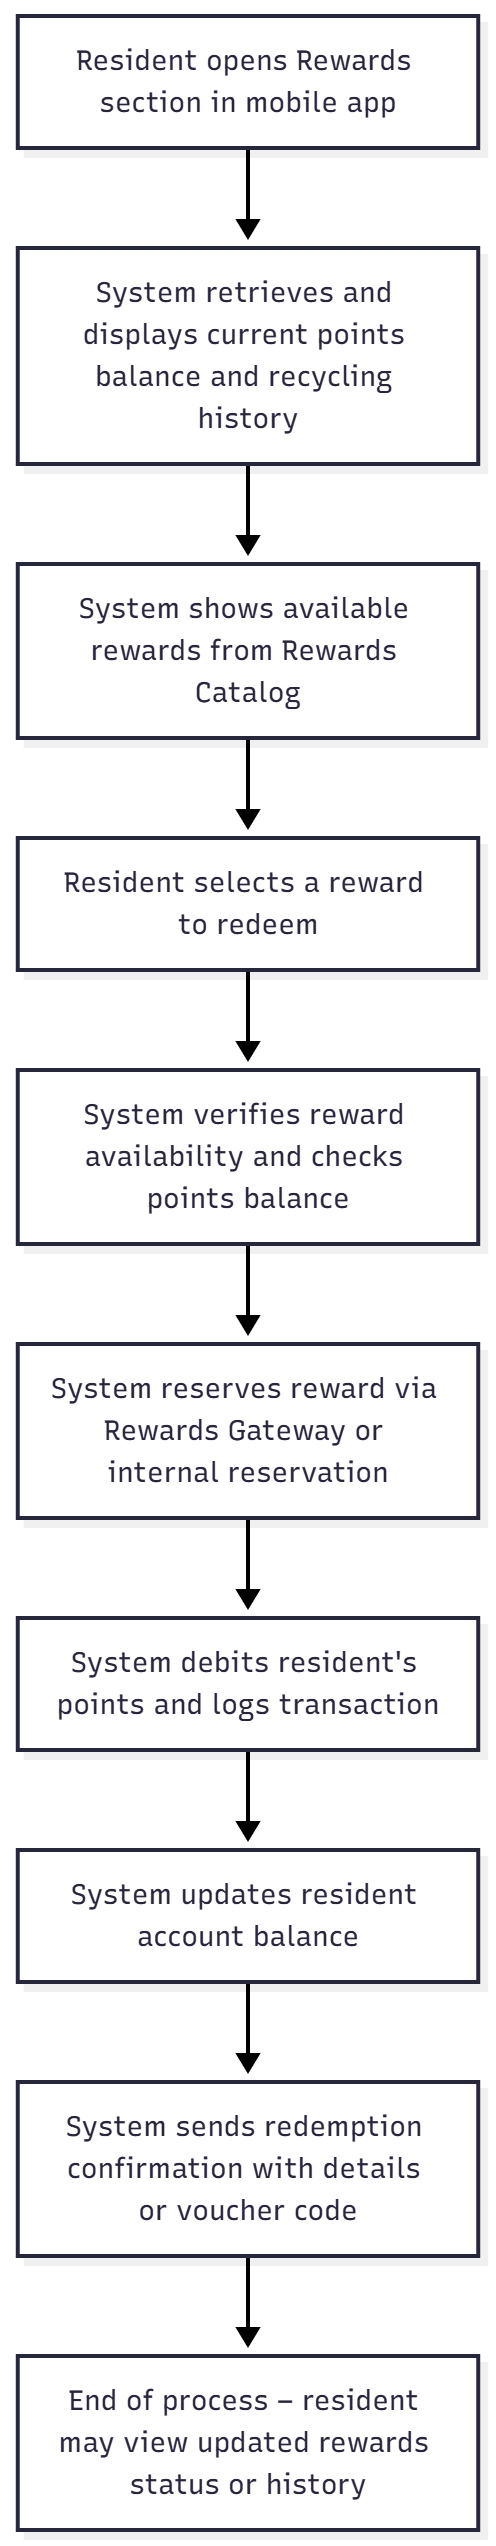 Resident opens Rewards
section in mobile app
System retrieves and
displays current points
balance and recycling
history
System shows available
rewards from Rewards
Catalog
Resident selects a reward
to redeem
System verifies reward
availability and checks
points balance
System reserves reward via
Rewards Gateway or
internal reservation
System debits resident's
points and logs transaction
System updates resident
account balance
System sends redemption
confirmation with details
or voucher code
End of process – resident
may view updated rewards
status or history